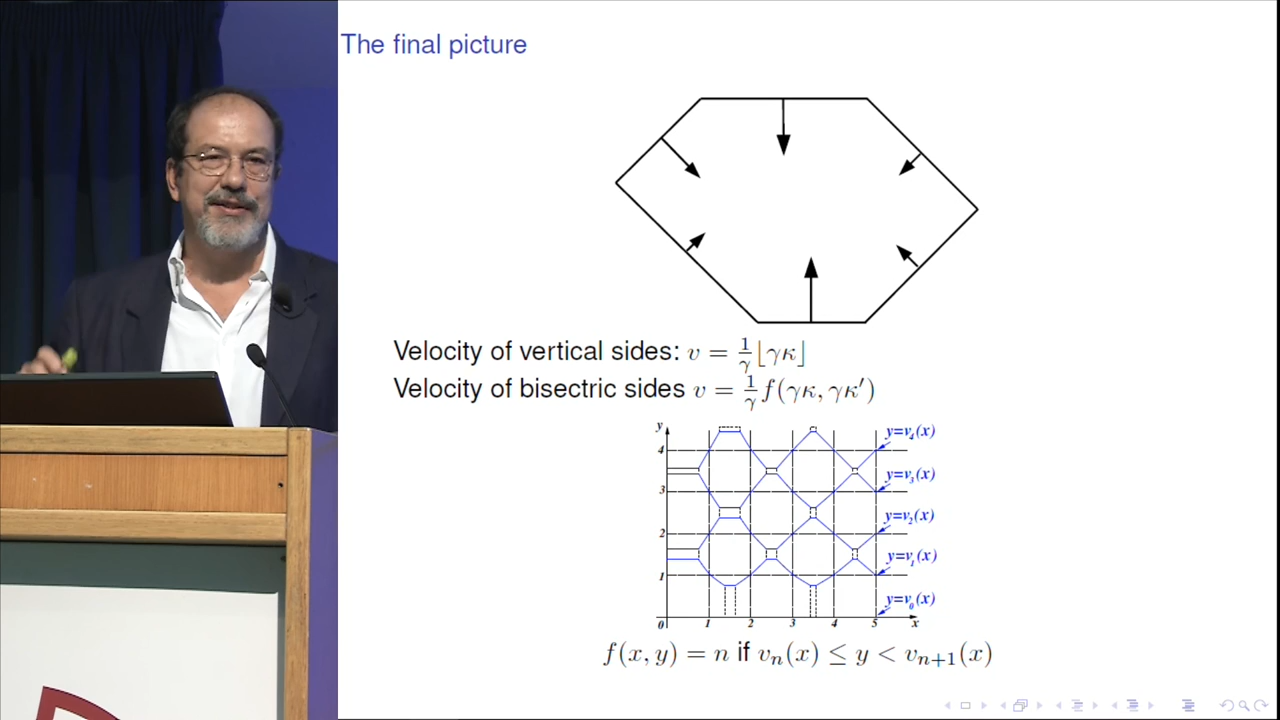 The final picture
Velocity of vertical sides: v = 1/γ ⌊γκ⌋
Velocity of bisectric sides v = 1/γ f(γκ, γκ′)
y
4
3
2
1
0
1
2
3
4
5
x
y=v₄(x)
y=v₃(x)
y=v₂(x)
y=v₁(x)
y=v₀(x)
f(x, y) = n if vₙ(x) ≤ y < vₙ₊₁(x)